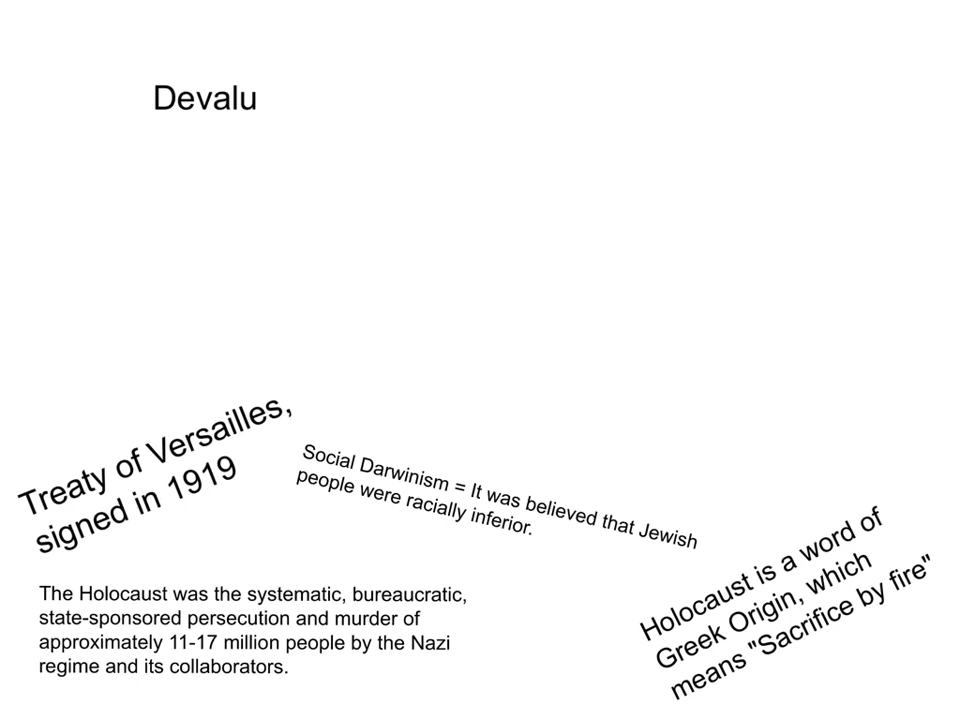 Devalu
Treaty of Versailles,
signed in 1919
Social Darwinism = It was believed that Jewish
people were racially inferior.
Holocaust is a word of
Greek Origin, which
means "Sacrifice by fire"
The Holocaust was the systematic, bureaucratic,
state-sponsored persecution and murder of
approximately 11-17 million people by the Nazi
regime and its collaborators.